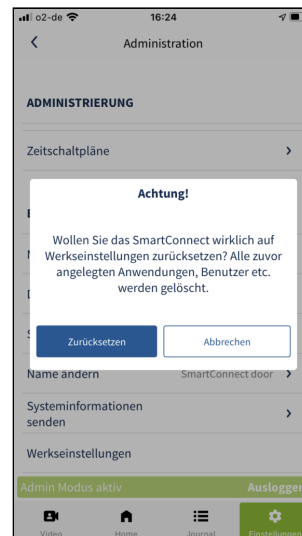 o2-de
16:24
Administration
ADMINISTRIERUNG
Zeitschaltpläne
Achtung!
Wollen Sie das SmartConnect wirklich auf
Werkseinstellungen zurücksetzen? Alle zuvor
angelegten Anwendungen, Benutzer etc.
werden gelöscht.
Zurücksetzen
Abbrechen
Name ändern SmartConnect door
Systeminformationen
senden
Werkseinstellungen
Admin Modus aktiv Ausloggen
Video Home Journal Einstellungen